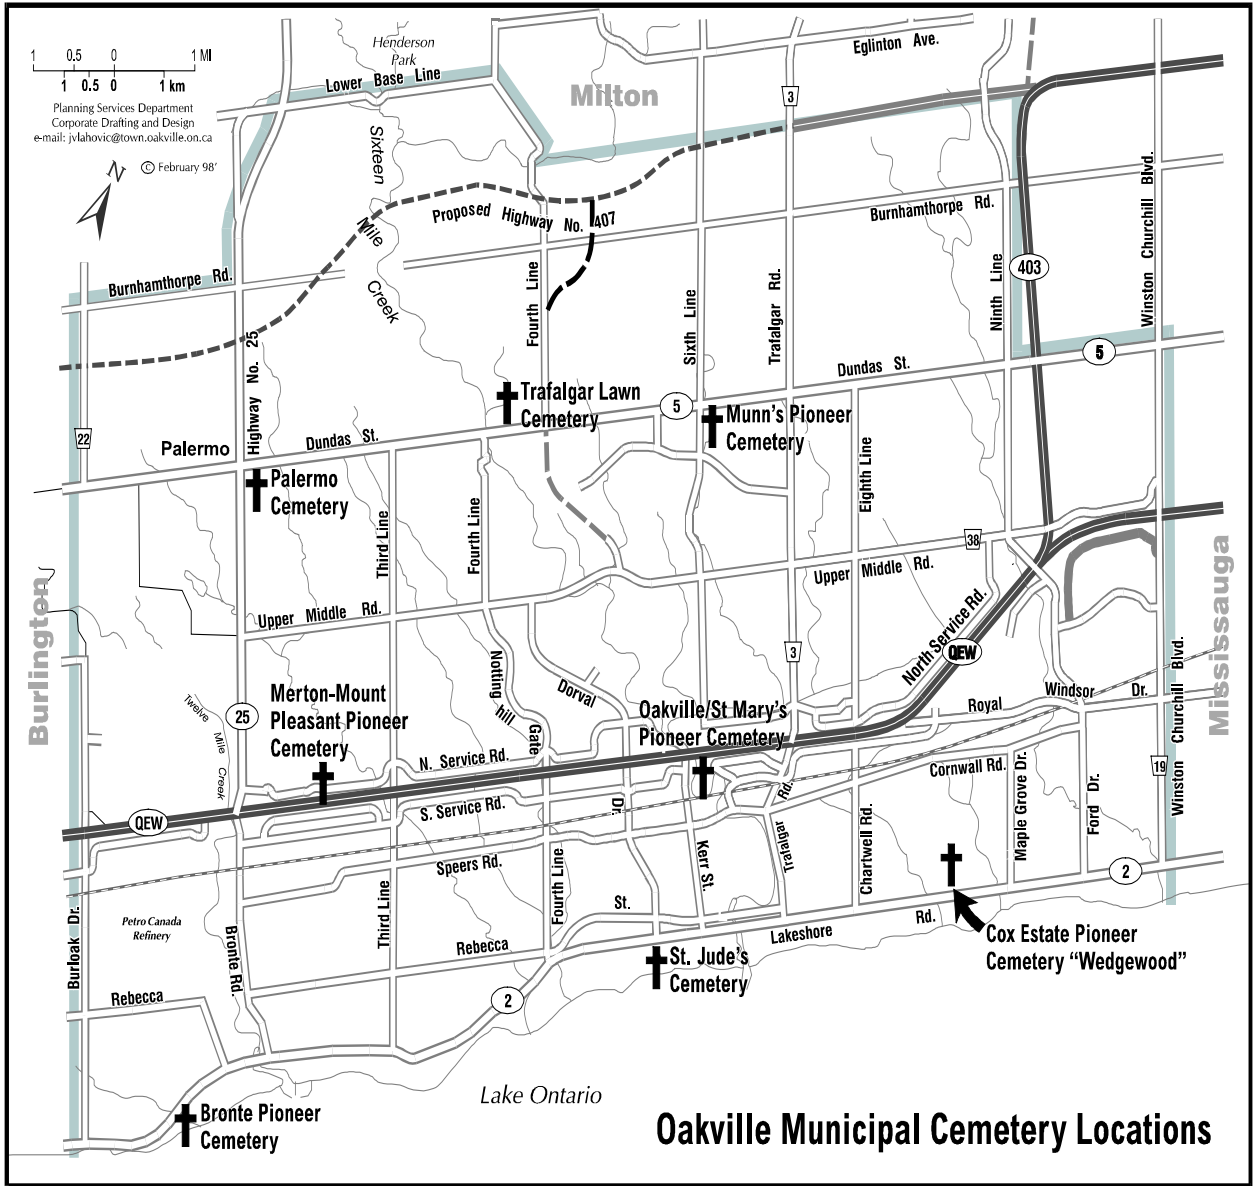 1 0.5 0 1 MI
1 0.5 0 1 km
Planning Services Department
Corporate Drafting and Design
e-mail: jvlahovic@town.oakville.on.ca
© February 98'
N
Henderson
Park
Lower Base Line
Milton
Eglinton Ave.
3
Sixteen
Mile
Creek
Proposed Highway No. 407
Burnhamthorpe Rd.
Burnhamthorpe Rd.
Winston Churchill Blvd.
403
Ninth Line
Trafalgar Rd.
Sixth Line
Fourth Line
Highway No. 25
Dundas St.
5
5
Trafalgar Lawn
Cemetery
Munn's Pioneer
Cemetery
22
Palermo
Dundas St.
Palermo
Cemetery
Eighth Line
Third Line
Fourth Line
38
Upper Middle Rd.
Upper Middle Rd.
Burlington
Mississauga
North Service Rd.
QEW
3
Notting
hill
Gate
Dorval
Dr.
Merton-Mount
Pleasant Pioneer
Cemetery
Oakville/St Mary's
Pioneer Cemetery
Royal Windsor Dr.
Twelve
Mile
Creek
25
N. Service Rd.
S. Service Rd.
Cornwall Rd.
Maple Grove Dr.
Ford Dr.
19
Winston Churchill Blvd.
QEW
Speers Rd.
Trafalgar
Rd.
Kerr St.
Chartwell Rd.
2
Fourth Line
Third Line
Petro Canada
Refinery
Burloak Dr.
Bronte Rd.
Rebecca
St.
Lakeshore
Rd.
Cox Estate Pioneer
Cemetery “Wedgewood”
St. Jude's
Cemetery
Rebecca
2
Lake Ontario
Bronte Pioneer
Cemetery
Oakville Municipal Cemetery Locations